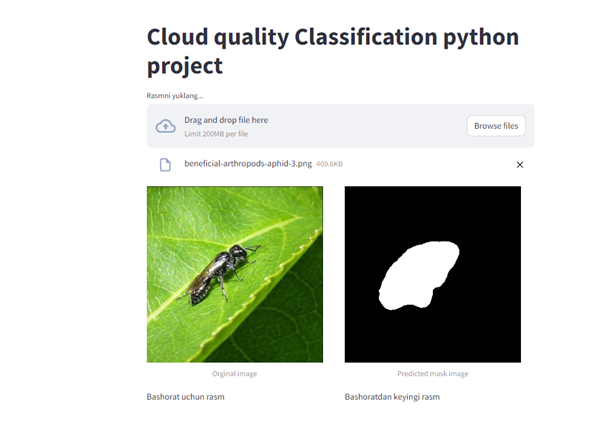 Cloud quality Classification python
project
Rasmni yuklang...
Drag and drop file here
Limit 200MB per file
Browse files
beneficial-arthropods-aphid-3.png 409.6KB
Orginal image
Predicted mask image
Bashorat uchun rasm
Bashoratdan keyingi rasm